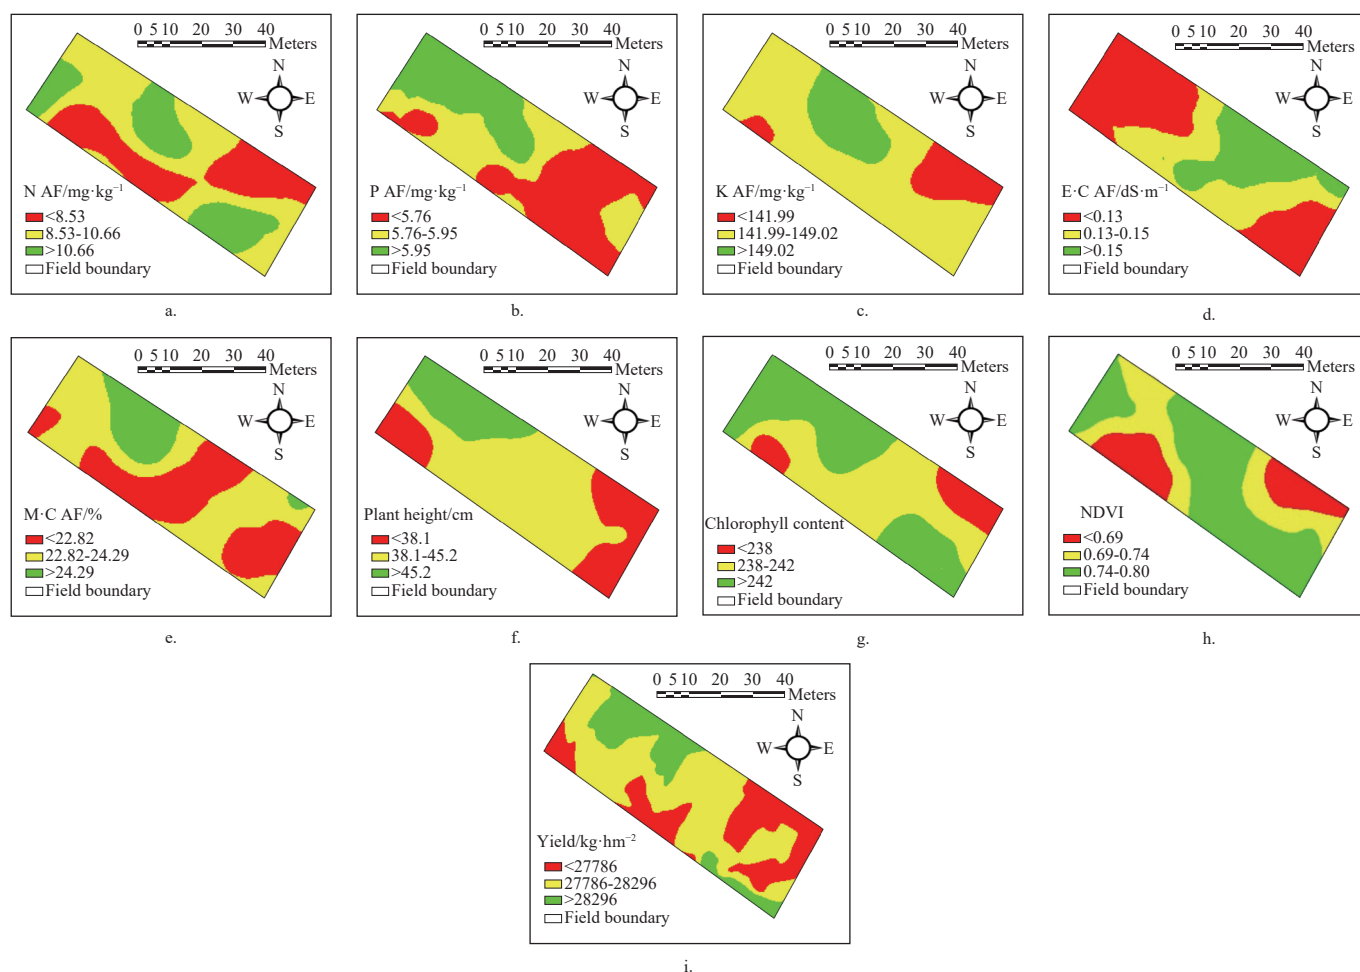 0 5 10 20 30 40
Meters
N
W E
S
N AF/mg·kg⁻¹
<8.53
8.53-10.66
>10.66
Field boundary
a.
0 5 10 20 30 40
Meters
N
W E
S
P AF/mg·kg⁻¹
<5.76
5.76-5.95
>5.95
Field boundary
b.
0 5 10 20 30 40
Meters
N
W E
S
K AF/mg·kg⁻¹
<141.99
141.99-149.02
>149.02
Field boundary
c.
0 5 10 20 30 40
Meters
N
W E
S
E·C AF/dS·m⁻¹
<0.13
0.13-0.15
>0.15
Field boundary
d.
0 5 10 20 30 40
Meters
N
W E
S
M·C AF/%
<22.82
22.82-24.29
>24.29
Field boundary
e.
0 5 10 20 30 40
Meters
N
W E
S
Plant height/cm
<38.1
38.1-45.2
>45.2
Field boundary
f.
0 5 10 20 30 40
Meters
N
W E
S
Chlorophyll content
<238
238-242
>242
Field boundary
g.
0 5 10 20 30 40
Meters
N
W E
S
NDVI
<0.69
0.69-0.74
0.74-0.80
Field boundary
h.
0 5 10 20 30 40
Meters
N
W E
S
Yield/kg·hm⁻²
<27786
27786-28296
>28296
Field boundary
i.